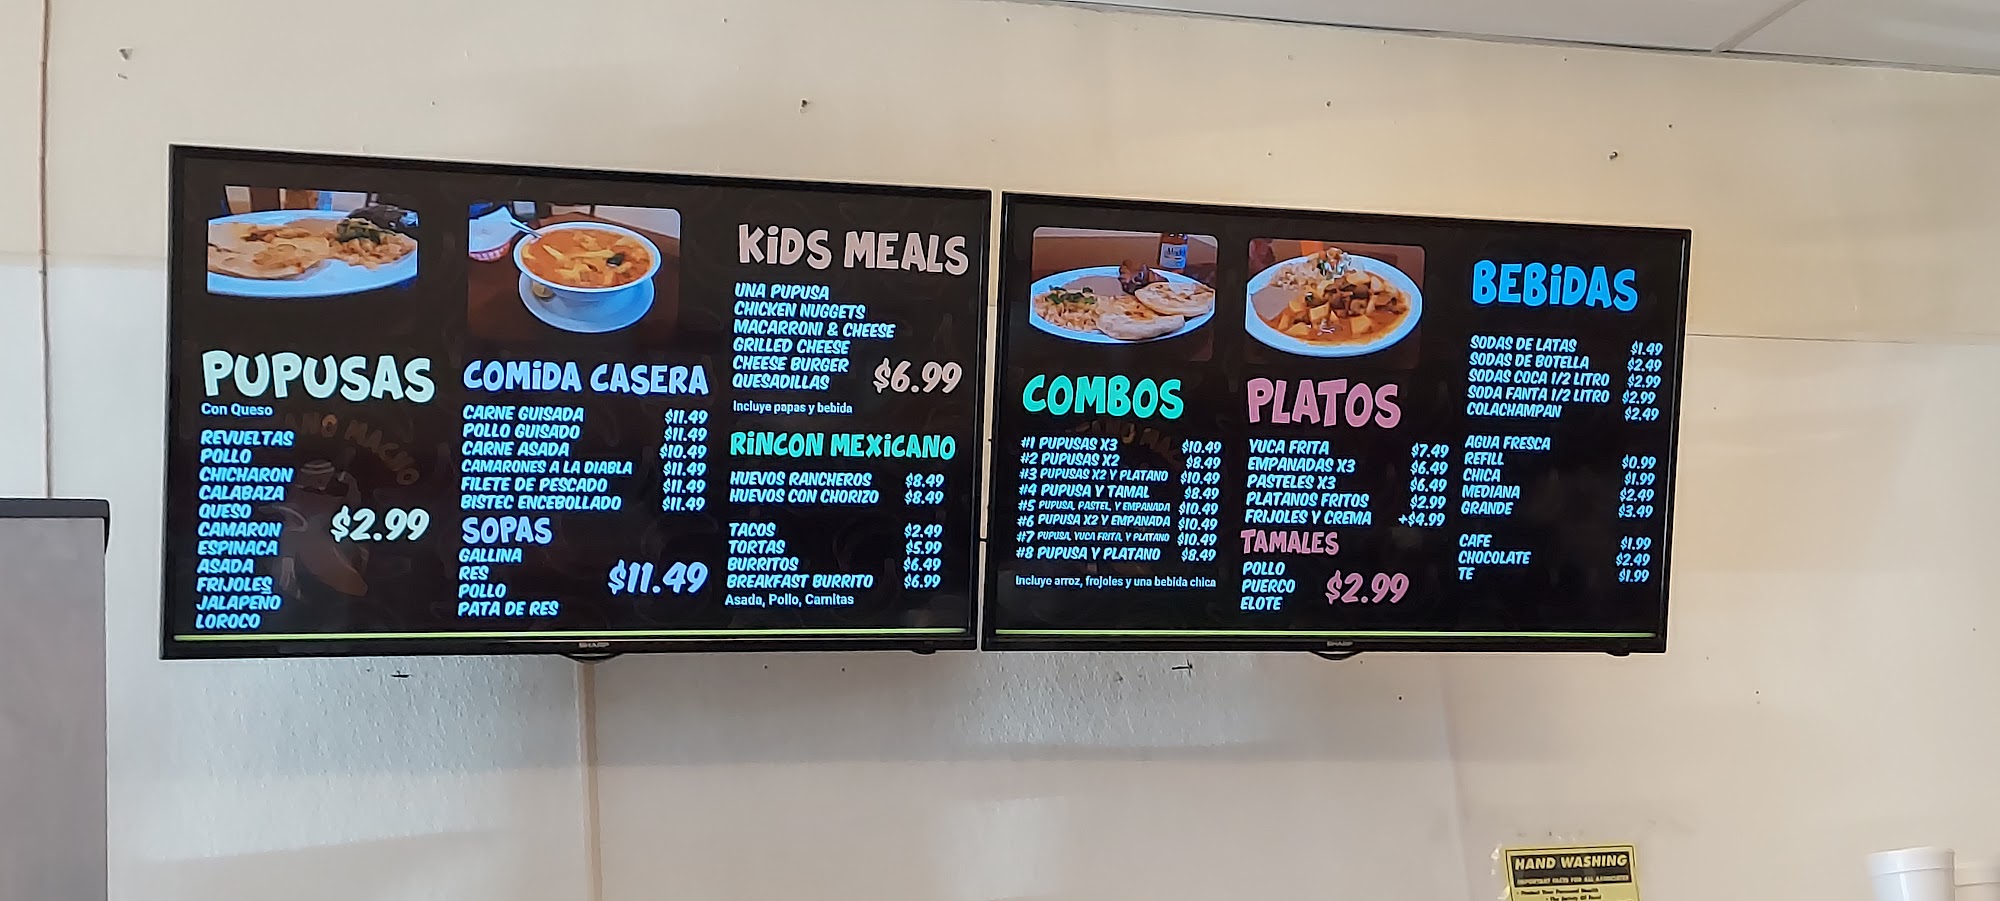 PUPUSAS
Con Queso
REVUELTAS
POLLO
CHICHARON
CALABAZA
QUESO
CAMARON
ESPINACA
ASADA
FRIJOLES
JALAPEÑO
LOROCO
$2.99
COMIDA CASERA
CARNE GUISADA $11.49
POLLO GUISADO $11.49
CARNE ASADA $10.49
CAMARONES A LA DIABLA $11.49
FILETE DE PESCADO $11.49
BISTEC ENCEBOLLADO $11.49
SOPAS
GALLINA
RES
POLLO
PATA DE RES
$11.49
KIDS MEALS
UNA PUPUSA
CHICKEN NUGGETS
MACARRONI & CHEESE
GRILLED CHEESE
CHEESE BURGER
QUESADILLAS
$6.99
Incluye papas y bebida
RINCON MEXICANO
HUEVOS RANCHEROS $8.49
HUEVOS CON CHORIZO $8.49
TACOS $2.49
TORTAS $5.99
BURRITOS $6.49
BREAKFAST BURRITO $6.99
Asada, Pollo, Carnitas
SHARP
COMBOS
#1 PUPUSAS X3 $10.49
#2 PUPUSAS X2 $8.49
#3 PUPUSAS X2 Y PLATANO $10.49
#4 PUPUSA Y TAMAL $8.49
#5 PUPUSA, PASTEL, Y EMPANADA $10.49
#6 PUPUSA X2 Y EMPANADA $10.49
#7 PUPUSA, YUCA FRITA, Y PLATANO $10.49
#8 PUPUSA Y PLATANO $8.49
Incluye arroz, frojoles y una bebida chica
PLATOS
YUCA FRITA $7.49
EMPANADAS X3 $6.49
PASTELES X3 $6.49
PLATANOS FRITOS $2.99
FRIJOLES Y CREMA +$4.99
TAMALES
POLLO
PUERCO
ELOTE
$2.99
BEBIDAS
SODAS DE LATAS $1.49
SODAS DE BOTELLA $2.49
SODAS COCA 1/2 LITRO $2.99
SODA FANTA 1/2 LITRO $2.99
COLACHAMPAN $2.49
AGUA FRESCA
REFILL $0.99
CHICA $1.99
MEDIANA $2.49
GRANDE $3.49
CAFE $1.99
CHOCOLATE $2.49
TE $1.99
SHARP
HAND WASHING